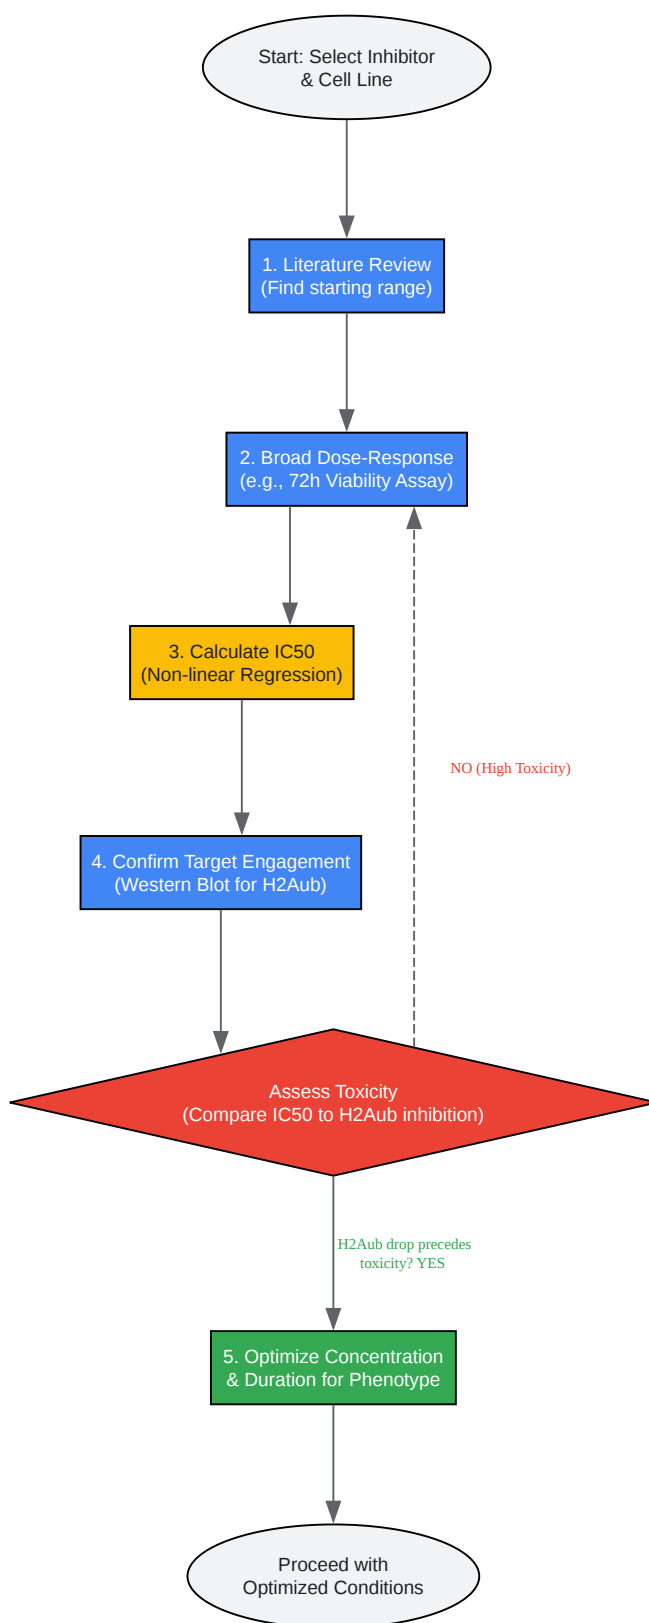 Start: Select Inhibitor
& Cell Line
1. Literature Review
(Find starting range)
2. Broad Dose-Response
(e.g., 72h Viability Assay)
3. Calculate IC50
(Non-linear Regression)
NO (High Toxicity)
4. Confirm Target Engagement
(Western Blot for H2Aub)
Assess Toxicity
(Compare IC50 to H2Aub inhibition)
H2Aub drop precedes
toxicity? YES
5. Optimize Concentration
& Duration for Phenotype
Proceed with
Optimized Conditions